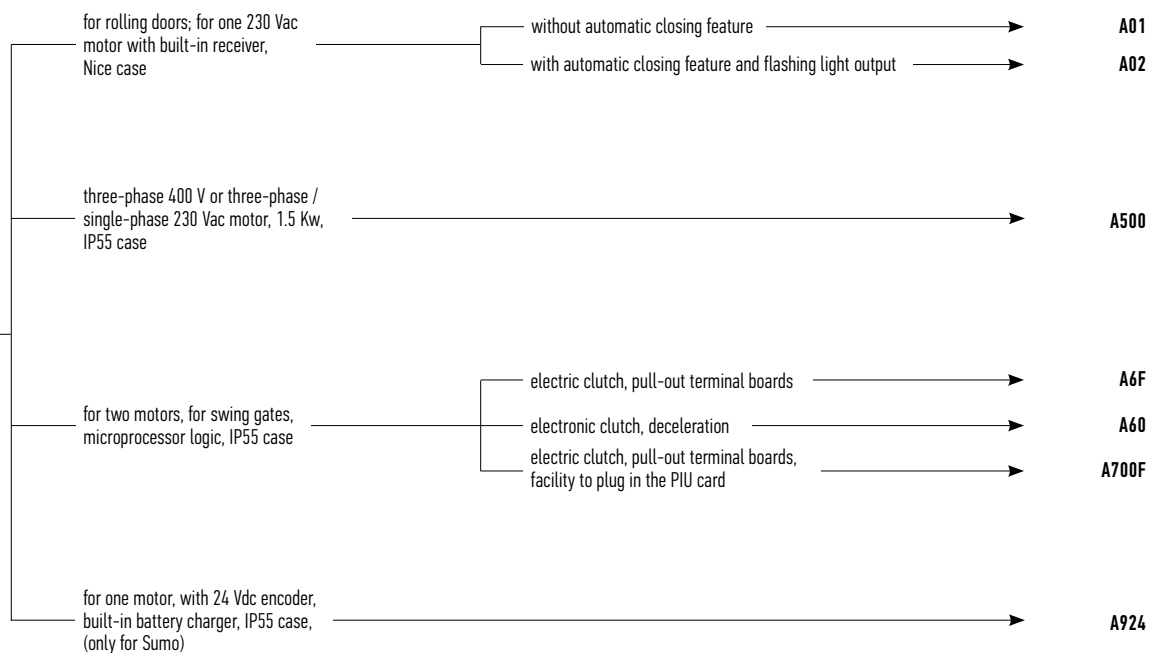 for rolling doors; for one 230 Vac
motor with built-in receiver,
Nice case
without automatic closing feature
A01
with automatic closing feature and flashing light output
A02
three-phase 400 V or three-phase /
single-phase 230 Vac motor, 1.5 Kw,
IP55 case
A500
for two motors, for swing gates,
microprocessor logic, IP55 case
electric clutch, pull-out terminal boards
A6F
electronic clutch, deceleration
A60
electric clutch, pull-out terminal boards,
facility to plug in the PIU card
A700F
for one motor, with 24 Vdc encoder,
built-in battery charger, IP55 case,
(only for Sumo)
A924